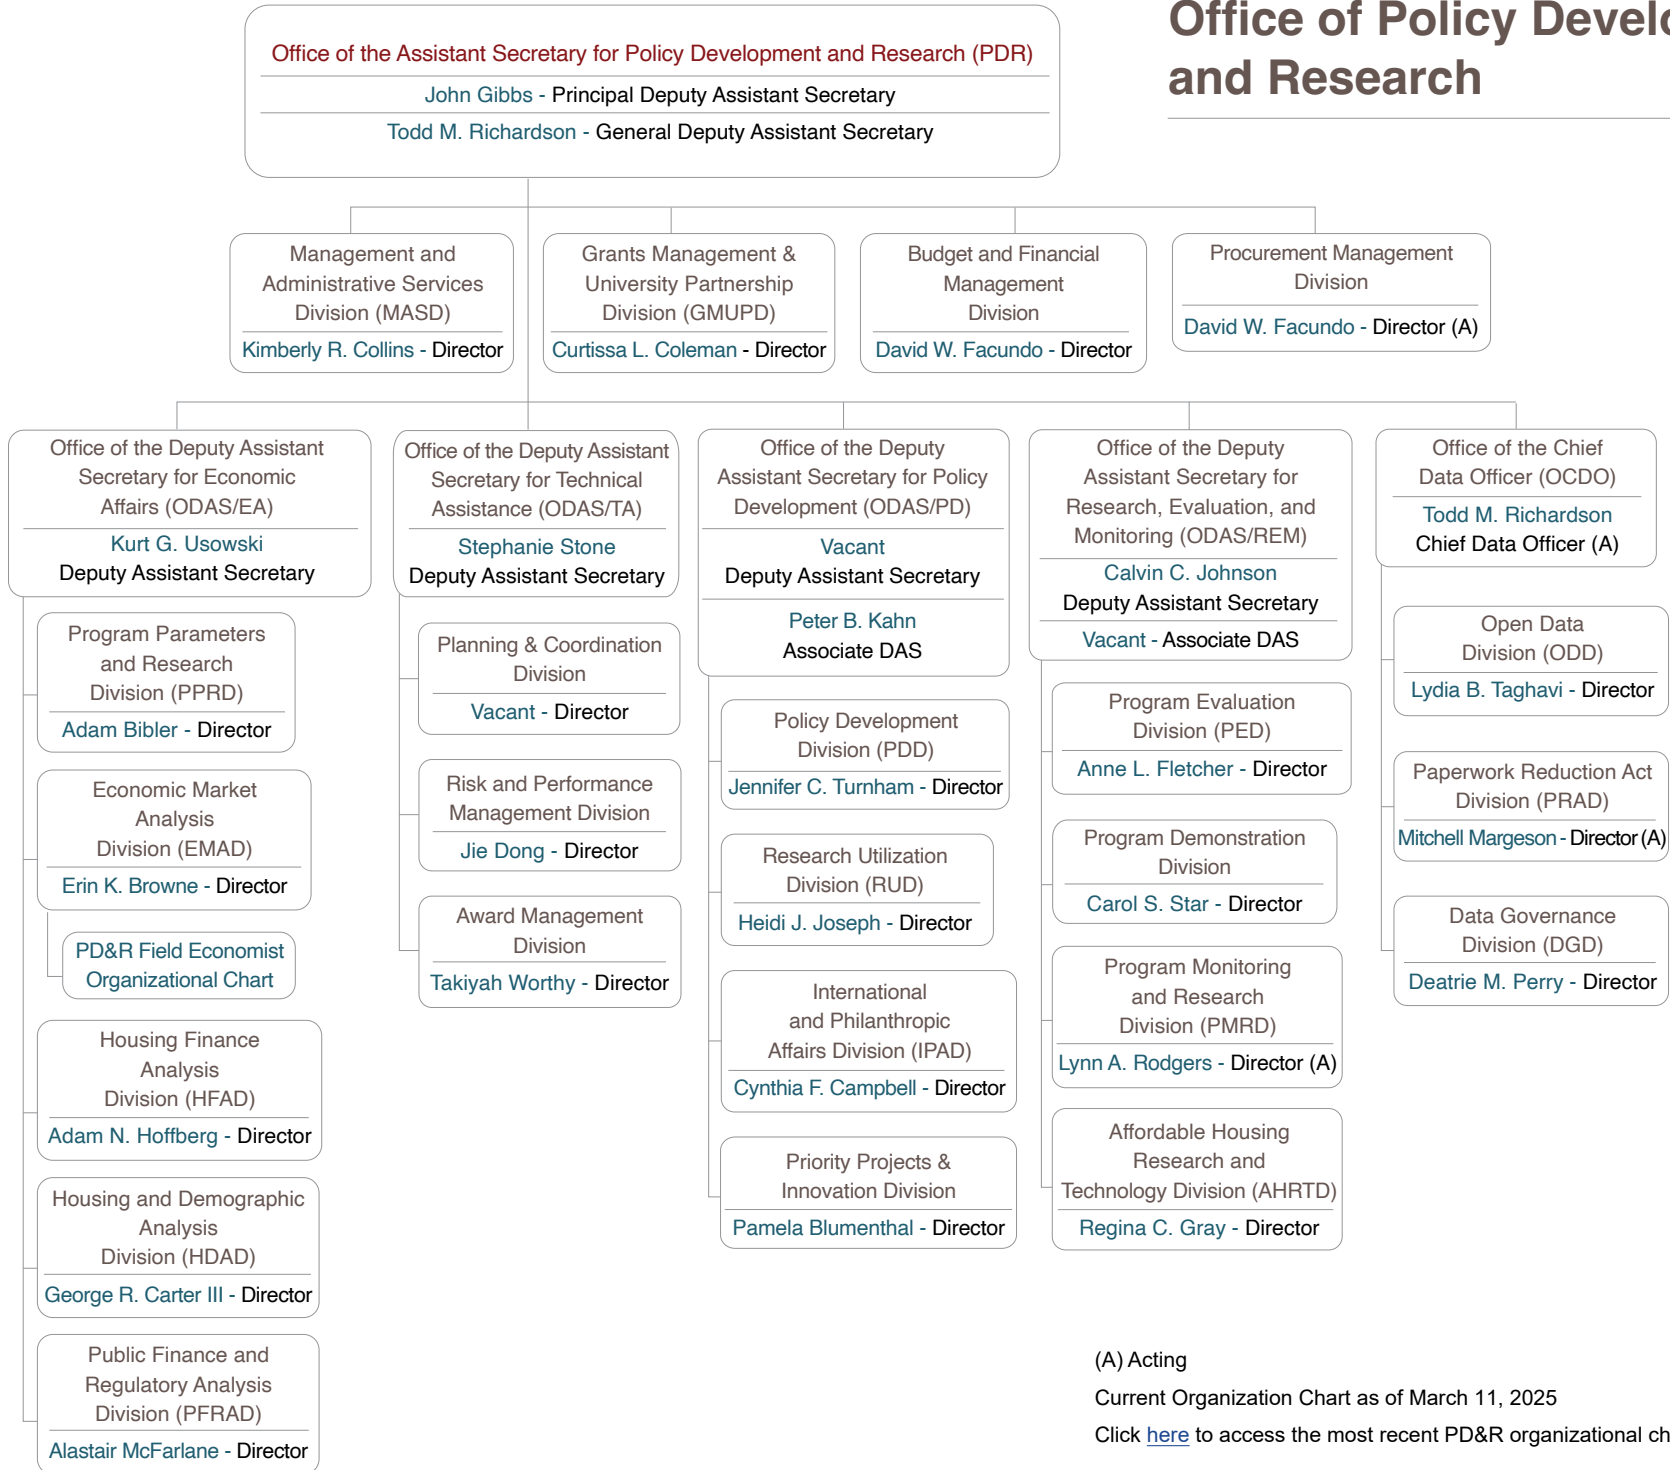 Office of Policy Develo
and Research
Office of the Assistant Secretary for Policy Development and Research (PDR)
John Gibbs - Principal Deputy Assistant Secretary
Todd M. Richardson - General Deputy Assistant Secretary
Management and
Administrative Services
Division (MASD)
Kimberly R. Collins - Director
Grants Management &
University Partnership
Division (GMUPD)
Curtissa L. Coleman - Director
Budget and Financial
Management
Division
David W. Facundo - Director
Procurement Management
Division
David W. Facundo - Director (A)
Office of the Deputy Assistant
Secretary for Economic
Affairs (ODAS/EA)
Kurt G. Usowski
Deputy Assistant Secretary
Program Parameters
and Research
Division (PPRD)
Adam Bibler - Director
Economic Market
Analysis
Division (EMAD)
Erin K. Browne - Director
PD&R Field Economist
Organizational Chart
Housing Finance
Analysis
Division (HFAD)
Adam N. Hoffberg - Director
Housing and Demographic
Analysis
Division (HDAD)
George R. Carter III - Director
Public Finance and
Regulatory Analysis
Division (PFRAD)
Alastair McFarlane - Director
Office of the Deputy Assistant
Secretary for Technical
Assistance (ODAS/TA)
Stephanie Stone
Deputy Assistant Secretary
Planning & Coordination
Division
Vacant - Director
Risk and Performance
Management Division
Jie Dong - Director
Award Management
Division
Takiyah Worthy - Director
Office of the Deputy
Assistant Secretary for Policy
Development (ODAS/PD)
Vacant
Deputy Assistant Secretary
Peter B. Kahn
Associate DAS
Policy Development
Division (PDD)
Jennifer C. Turnham - Director
Research Utilization
Division (RUD)
Heidi J. Joseph - Director
International
and Philanthropic
Affairs Division (IPAD)
Cynthia F. Campbell - Director
Priority Projects &
Innovation Division
Pamela Blumenthal - Director
Office of the Deputy
Assistant Secretary for
Research, Evaluation, and
Monitoring (ODAS/REM)
Calvin C. Johnson
Deputy Assistant Secretary
Vacant - Associate DAS
Program Evaluation
Division (PED)
Anne L. Fletcher - Director
Program Demonstration
Division
Carol S. Star - Director
Program Monitoring
and Research
Division (PMRD)
Lynn A. Rodgers - Director (A)
Affordable Housing
Research and
Technology Division (AHRTD)
Regina C. Gray - Director
Office of the Chief
Data Officer (OCDO)
Todd M. Richardson
Chief Data Officer (A)
Open Data
Division (ODD)
Lydia B. Taghavi - Director
Paperwork Reduction Act
Division (PRAD)
Mitchell Margeson - Director (A)
Data Governance
Division (DGD)
Deatrie M. Perry - Director
(A) Acting
Current Organization Chart as of March 11, 2025
Click here to access the most recent PD&R organizational ch